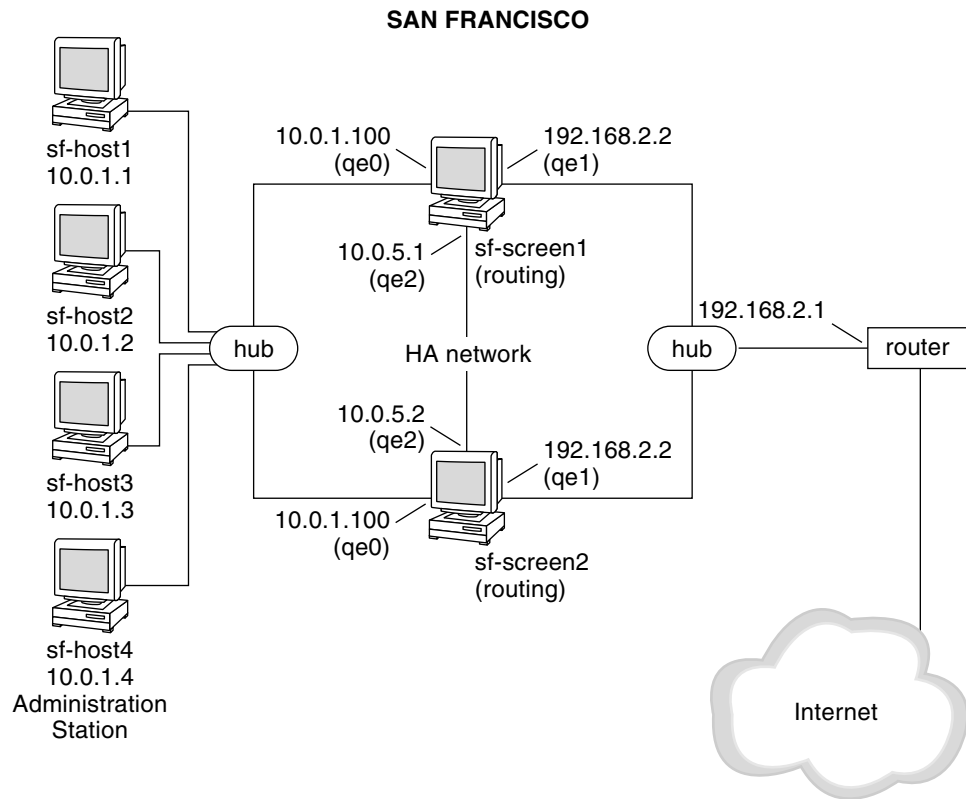 SAN FRANCISCO
sf-host1
10.0.1.1
sf-host2
10.0.1.2
sf-host3
10.0.1.3
sf-host4
10.0.1.4
Administration
Station
hub
10.0.1.100
(qe0)
192.168.2.2
(qe1)
10.0.5.1
(qe2)
sf-screen1
(routing)
HA network
10.0.5.2
(qe2)
192.168.2.2
(qe1)
10.0.1.100
(qe0)
sf-screen2
(routing)
hub
192.168.2.1
router
Internet